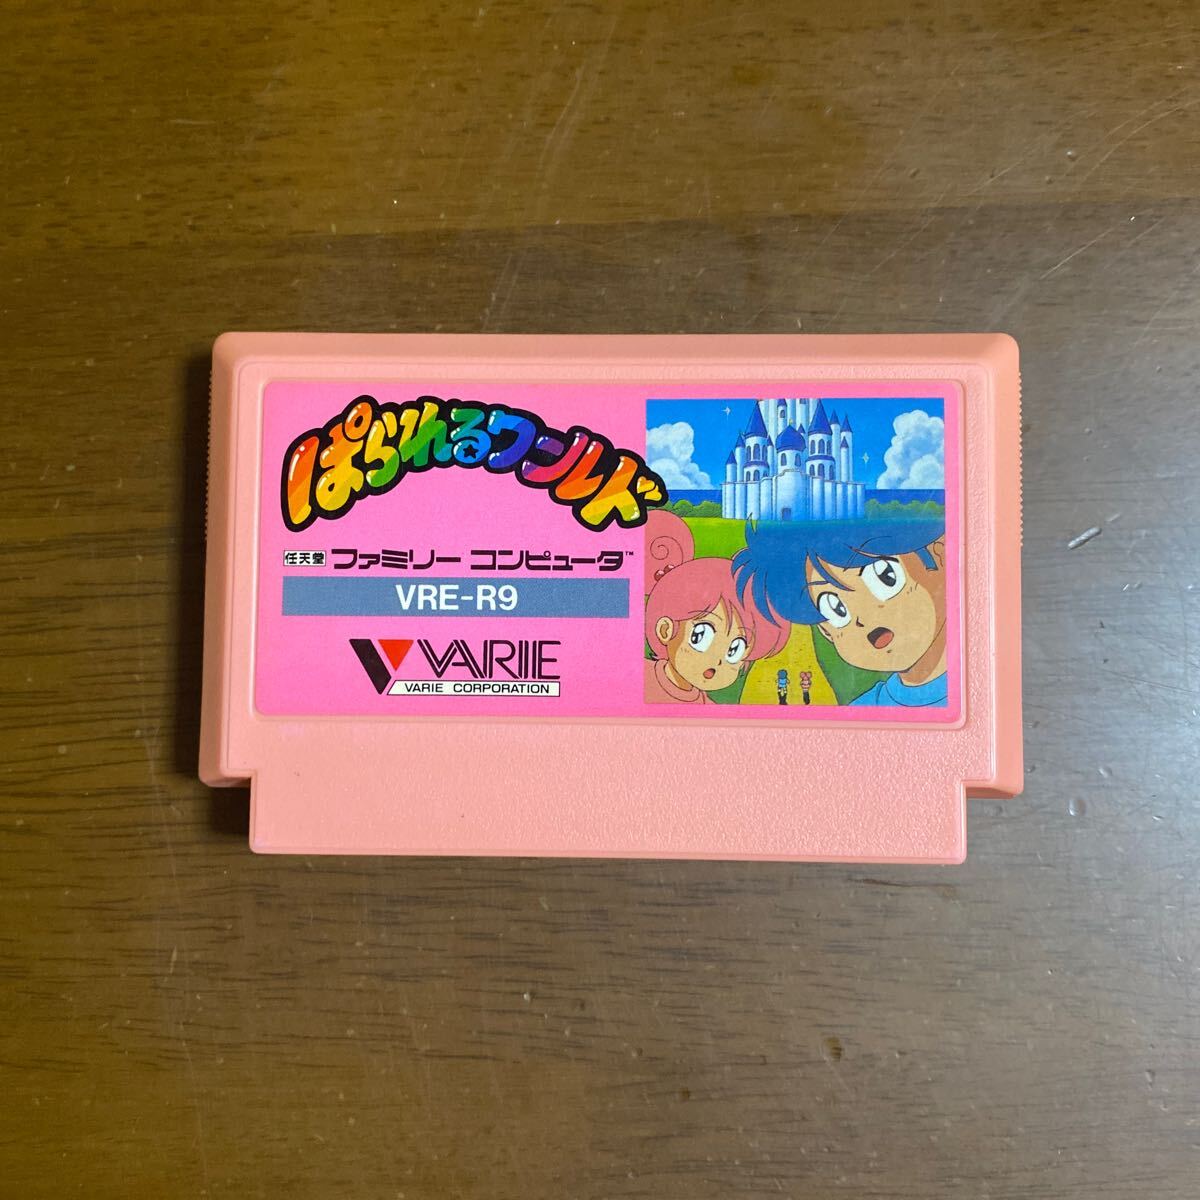 ぱられるワールド
任天堂 ファミリー コンピュータ™
VRE-R9
VARIE
VARIE CORPORATION